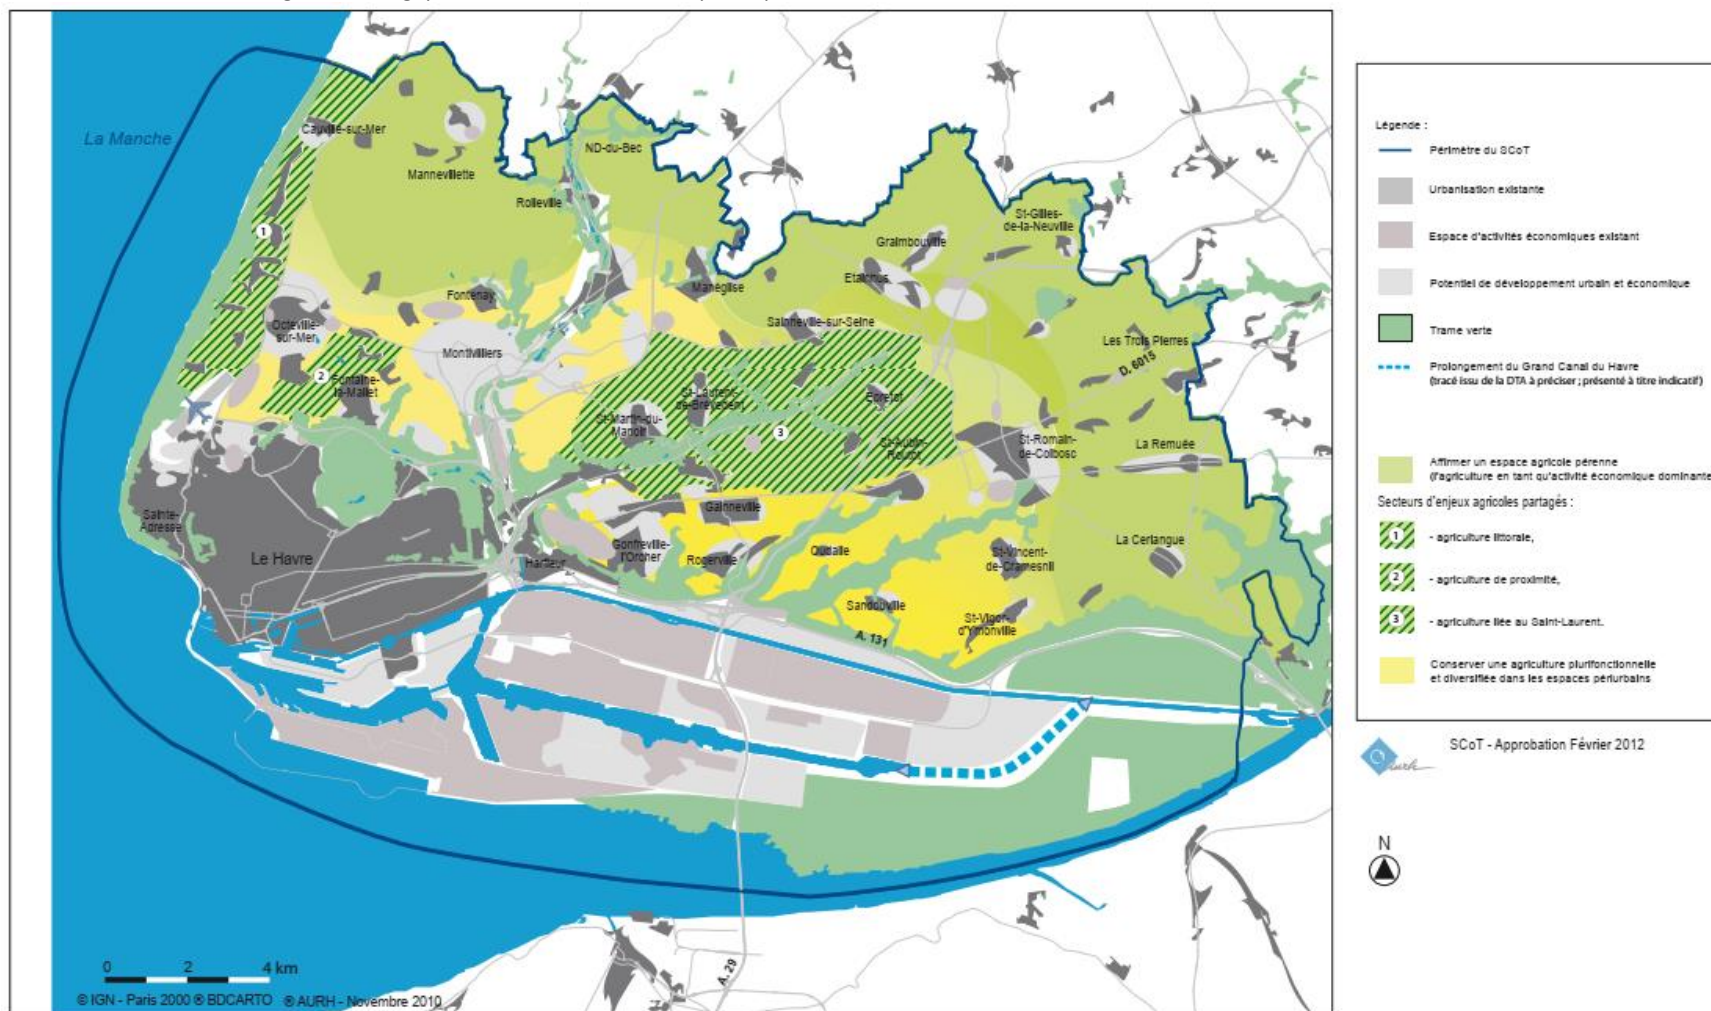 La Manche
Cauville-sur-Mer
Mannevillette
ND-du-Bec
Rolleville
St-Gilles-
de-la-Neuville
Graimbouville
Etainhus
Manéglise
Fontenay
Sainneville-sur-Seine
Octeville-
sur-Mer
Montivilliers
Les Trois Pierres
D. 6015
Fontaine-
la-Mallet
St-Laurent-
de-Brèvedent
St-Martin-du-
Manoir
St-Aubin-
Routot
St-Romain-
de-Colbosc
La Remuée
1
2
3
Sainte-
Adresse
Le Havre
Harfleur
Gainneville
Gonfreville-
l'Orcher
Rogerville
Oudalle
St-Vincent-
de-Cramesnil
La Cerlangue
Sandouville
St-Vigor-
d'Ymonville
A. 131
A. 29
0 2 4 km
© IGN - Paris 2000 ® BDCARTO ® AURH - Novembre 2010
Légende :
Périmètre du SCoT
Urbanisation existante
Espace d'activités économiques existant
Potentiel de développement urbain et économique
Trame verte
Prolongement du Grand Canal du Havre
(tracé issu de la DTA à préciser ; présenté à titre indicatif)
Affirmer un espace agricole pérenne
(l'agriculture en tant qu'activité économique dominante
Secteurs d'enjeux agricoles partagés :
1 - agriculture littorale,
2 - agriculture de proximité,
3 - agriculture liée au Saint-Laurent.
Conserver une agriculture plurifonctionnelle
et diversifiée dans les espaces périurbains
aurh
SCoT - Approbation Février 2012
N